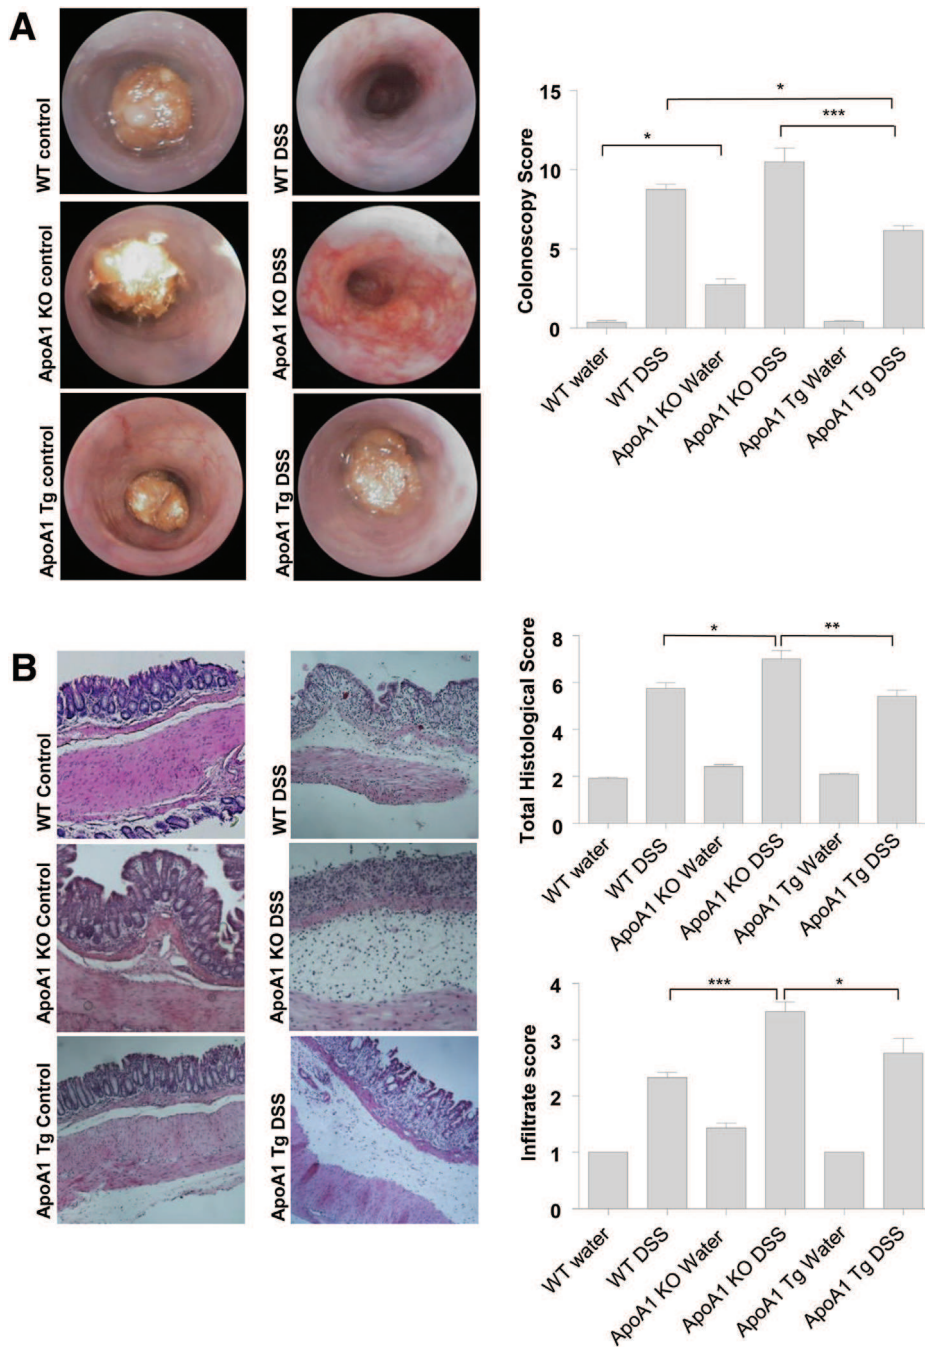 A
WT control
WT DSS
ApoA1 KO control
ApoA1 KO DSS
ApoA1 Tg control
ApoA1 Tg DSS
Colonoscopy Score
15
10
5
0
*
*
***
WT water
WT DSS
ApoA1 KO Water
ApoA1 KO DSS
ApoA1 Tg Water
ApoA1 Tg DSS
B
WT Control
WT DSS
ApoA1 KO Control
ApoA1 KO DSS
ApoA1 Tg Control
ApoA1 Tg DSS
Total Histological Score
8
6
4
2
0
*
**
WT water
WT DSS
ApoA1 KO Water
ApoA1 KO DSS
ApoA1 Tg Water
ApoA1 Tg DSS
Infiltrate score
4
3
2
1
0
***
*
WT water
WT DSS
ApoA1 KO Water
ApoA1 KO DSS
ApoA1 Tg Water
ApoA1 Tg DSS